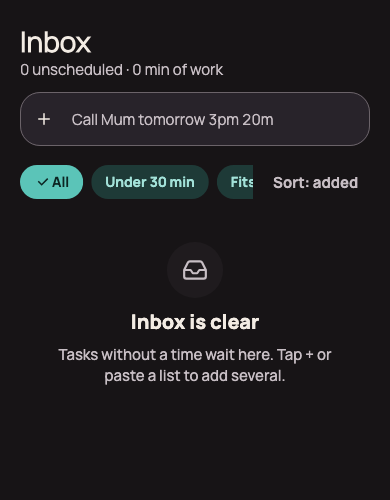 Inbox
0 unscheduled · 0 min of work
+ Call Mum tomorrow 3pm 20m
✓ All Under 30 min Fits Sort: added
Inbox is clear
Tasks without a time wait here. Tap + or
paste a list to add several.